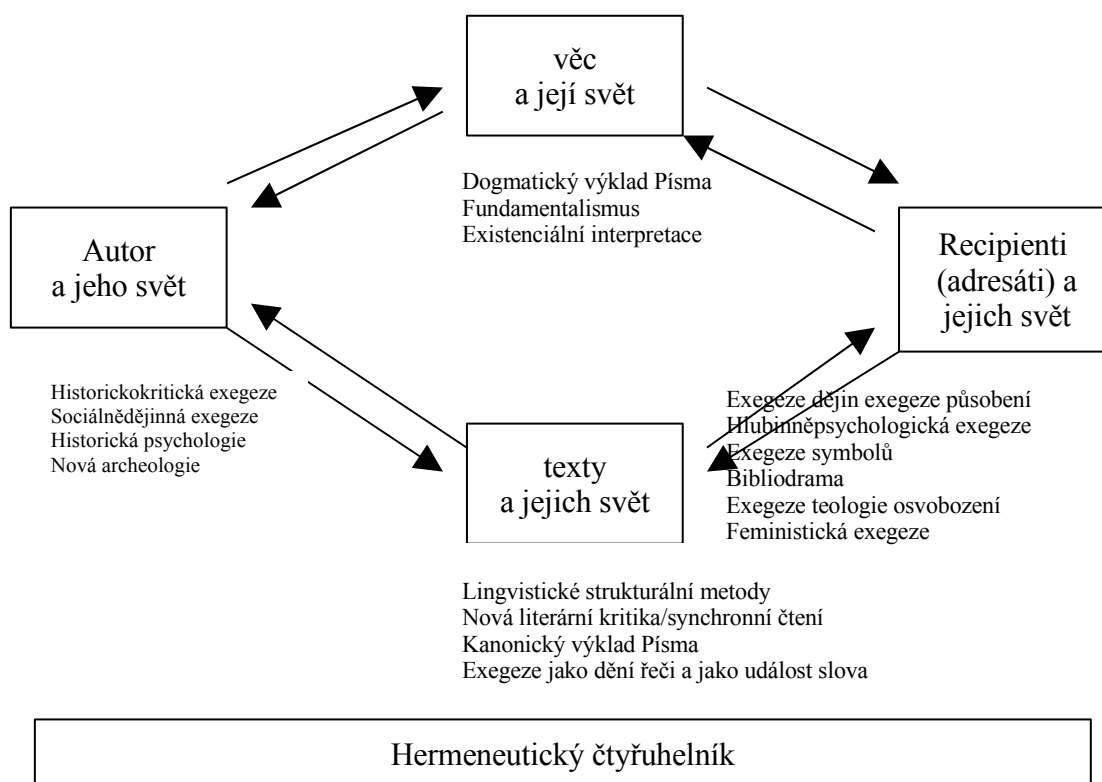 věc
a její svět
Dogmatický výklad Písma
Fundamentalismus
Existenciální interpretace
Autor
a jeho svět
Recipienti
(adresáti) a
jejich svět
Historickokritická exegeze
Sociálnědějinná exegeze
Historická psychologie
Nová archeologie
texty
a jejich svět
Exegeze dějin exegeze působení
Hlubinněpsychologická exegeze
Exegeze symbolů
Bibliodrama
Exegeze teologie osvobození
Feministická exegeze
Lingvistické strukturální metody
Nová literární kritika/synchronní čtení
Kanonický výklad Písma
Exegeze jako dění řeči a jako událost slova
Hermeneutický čtyřuhelník